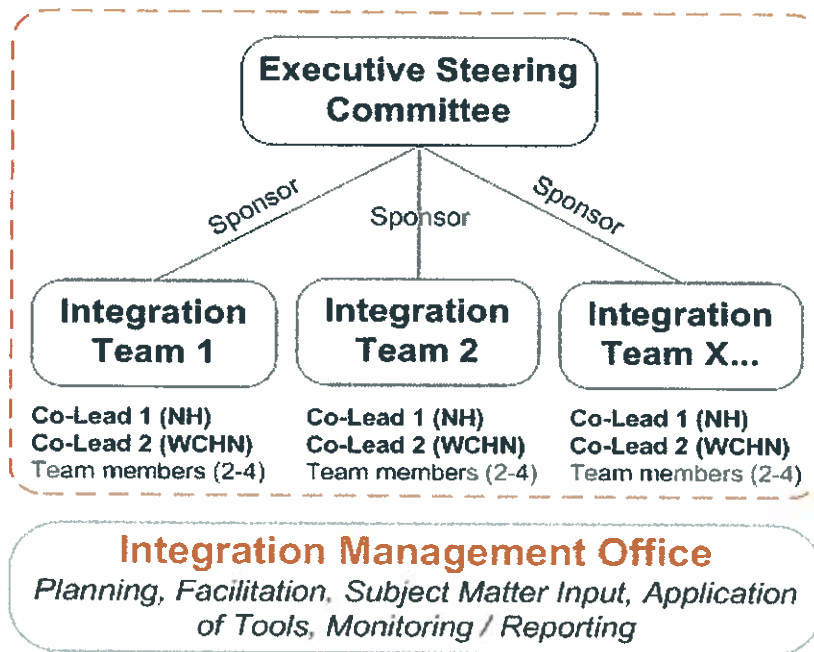 Executive Steering
Committee
Sponsor
Sponsor
Sponsor
Integration
Team 1
Integration
Team 2
Integration
Team X...
Co-Lead 1 (NH)
Co-Lead 2 (WCHN)
Team members (2-4)
Co-Lead 1 (NH)
Co-Lead 2 (WCHN)
Team members (2-4)
Co-Lead 1 (NH)
Co-Lead 2 (WCHN)
Team members (2-4)
Integration Management Office
Planning, Facilitation, Subject Matter Input, Application
of Tools, Monitoring / Reporting